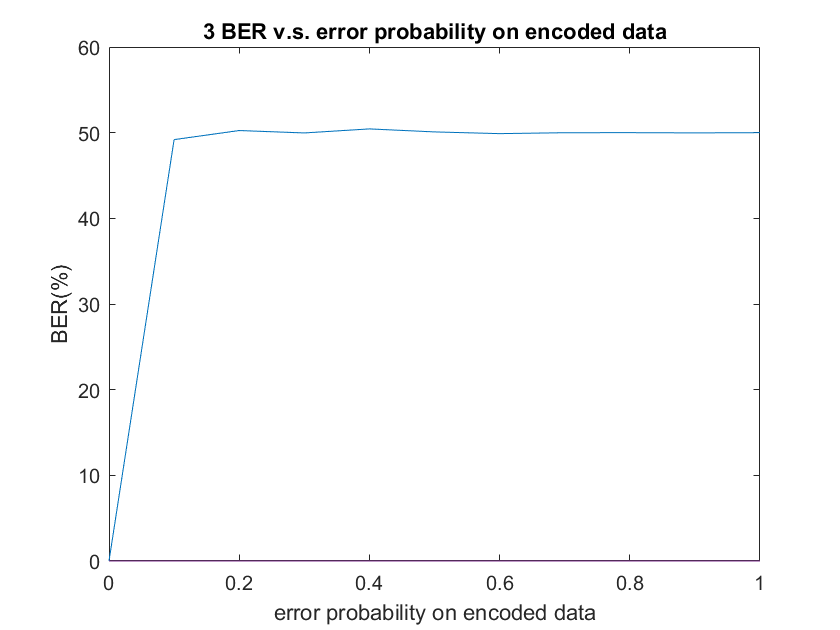 3 BER v.s. error probability on encoded data
60
50
40
30
20
10
0
BER(%)
0 0.2 0.4 0.6 0.8 1
error probability on encoded data